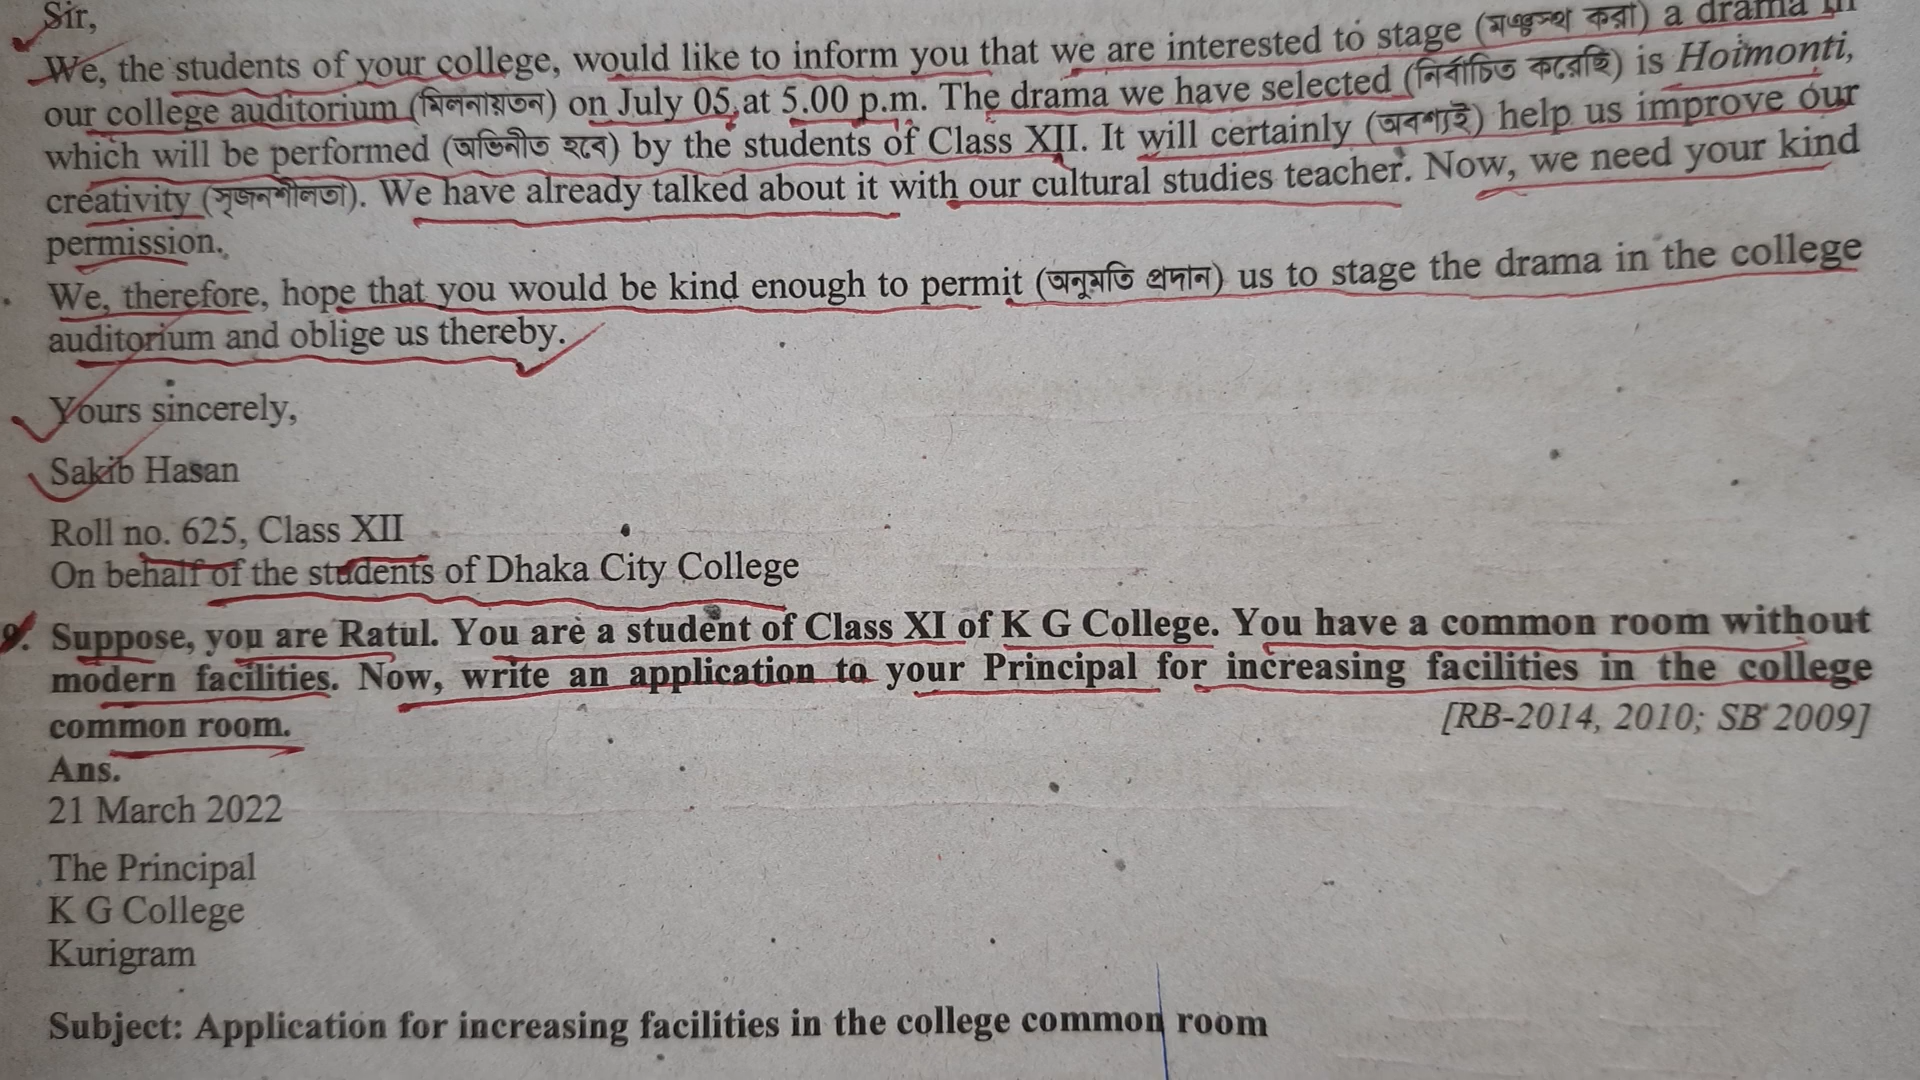 Sir,
We, the students of your college, would like to inform you that we are interested to stage (মঞ্চস্থ করা) a drama in
our college auditorium (মিলনায়তন) on July 05, at 5.00 p.m. The drama we have selected (নির্বাচিত করেছি) is Hoimonti,
which will be performed (অভিনীত হবে) by the students of Class XII. It will certainly (অবশ্যই) help us improve our
creativity (সৃজনশীলতা). We have already talked about it with our cultural studies teacher. Now, we need your kind
permission.
We, therefore, hope that you would be kind enough to permit (অনুমতি প্রদান) us to stage the drama in the college
auditorium and oblige us thereby.
Yours sincerely,
Sakib Hasan
Roll no. 625, Class XII
On behalf of the students of Dhaka City College
9. Suppose, you are Ratul. You are a student of Class XI of K G College. You have a common room without
modern facilities. Now, write an application to your Principal for increasing facilities in the college
common room. [RB-2014, 2010; SB 2009]
Ans.
21 March 2022
The Principal
K G College
Kurigram
Subject: Application for increasing facilities in the college common room